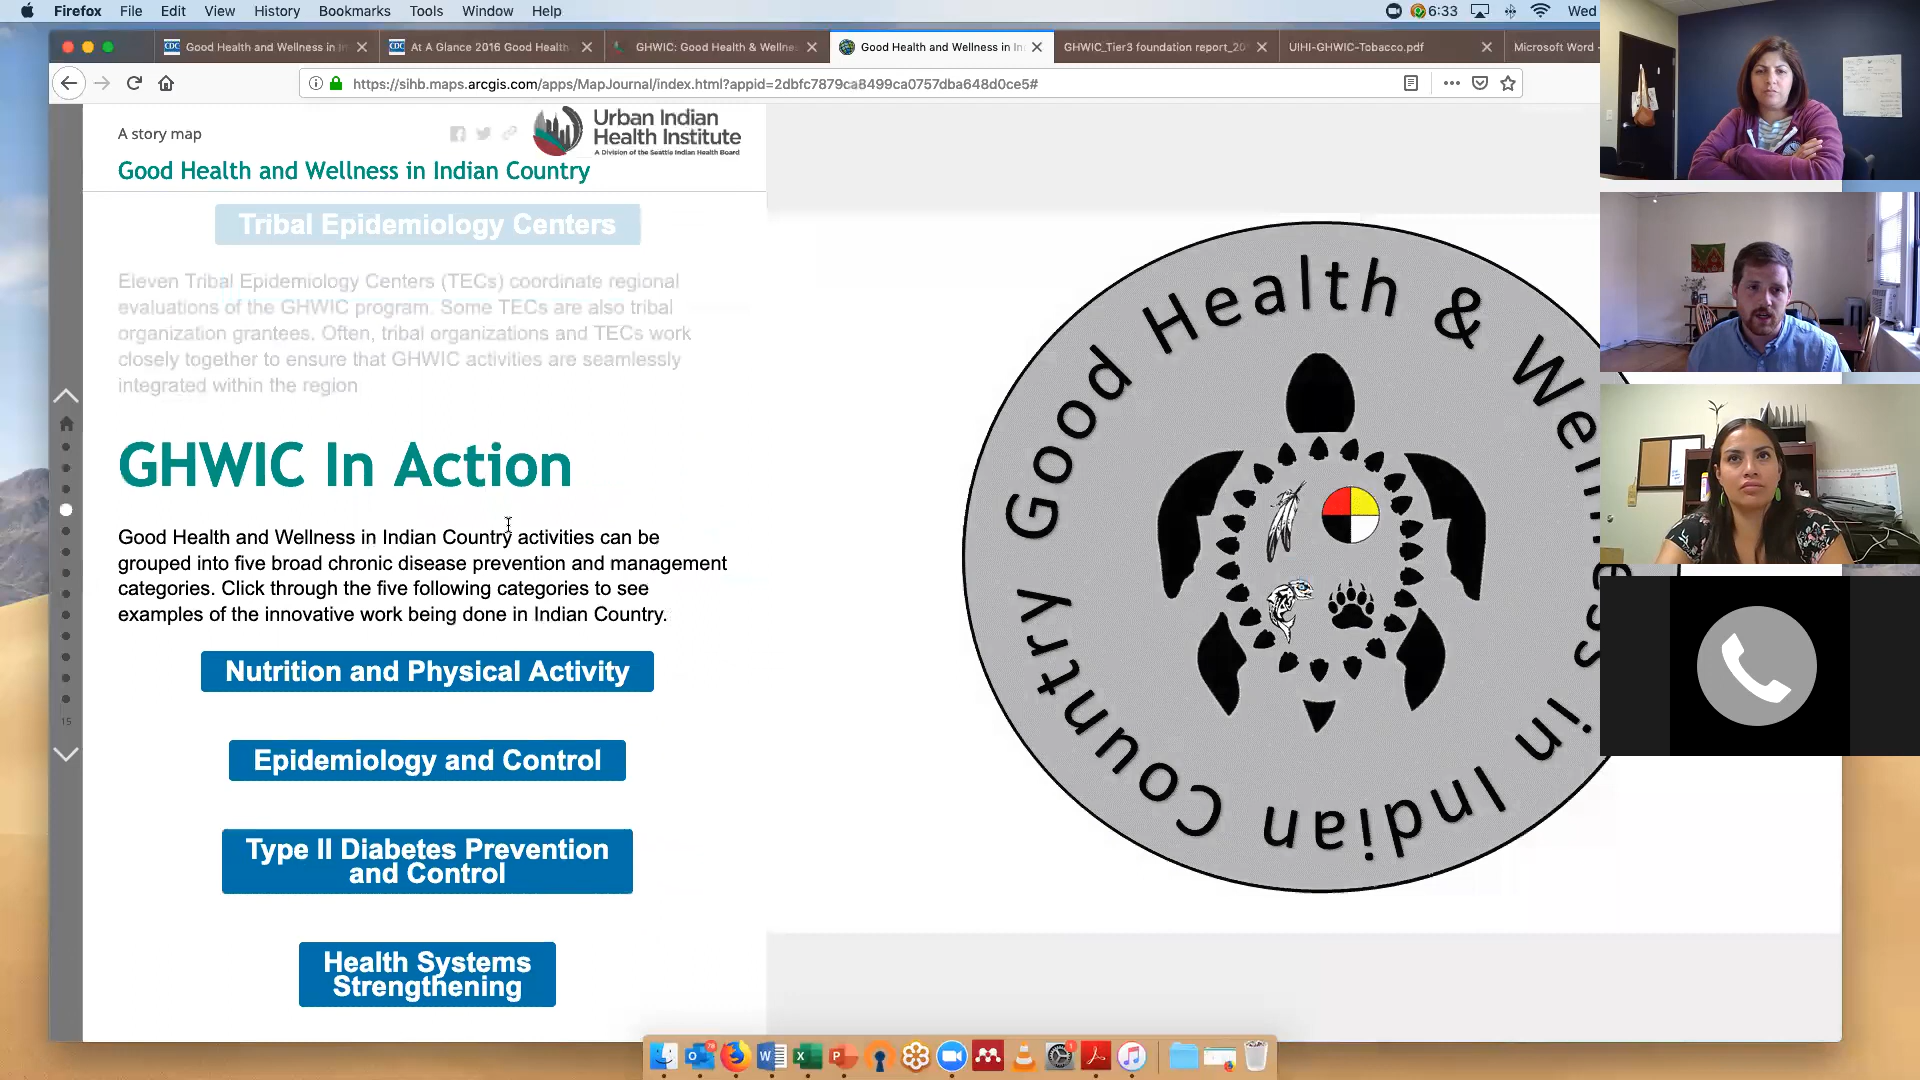 Firefox File Edit View History Bookmarks Tools Window Help 6:33 Wed
CDC Good Health and Wellness in In
CDC At A Glance 2016 Good Health
GHWIC: Good Health & Wellne
Good Health and Wellness in In
GHWIC_Tier3 foundation report_20
UIHI-GHWIC-Tobacco.pdf
Microsoft Word -
https://sihb.maps.arcgis.com/apps/MapJournal/index.html?appid=2dbfc7879ca8499ca0757dba648d0ce5#
A story map
Urban Indian
Health Institute
A Division of the Seattle Indian Health Board
Good Health and Wellness in Indian Country
Tribal Epidemiology Centers
Eleven Tribal Epidemiology Centers (TECs) coordinate regional
evaluations of the GHWIC program. Some TECs are also tribal
organization grantees. Often, tribal organizations and TECs work
closely together to ensure that GHWIC activities are seamlessly
integrated within the region
GHWIC In Action
Good Health and Wellness in Indian Country activities can be
grouped into five broad chronic disease prevention and management
categories. Click through the five following categories to see
examples of the innovative work being done in Indian Country.
Nutrition and Physical Activity
Epidemiology and Control
Type II Diabetes Prevention
and Control
Health Systems
Strengthening
15
Good Health & Wellness in Indian Country